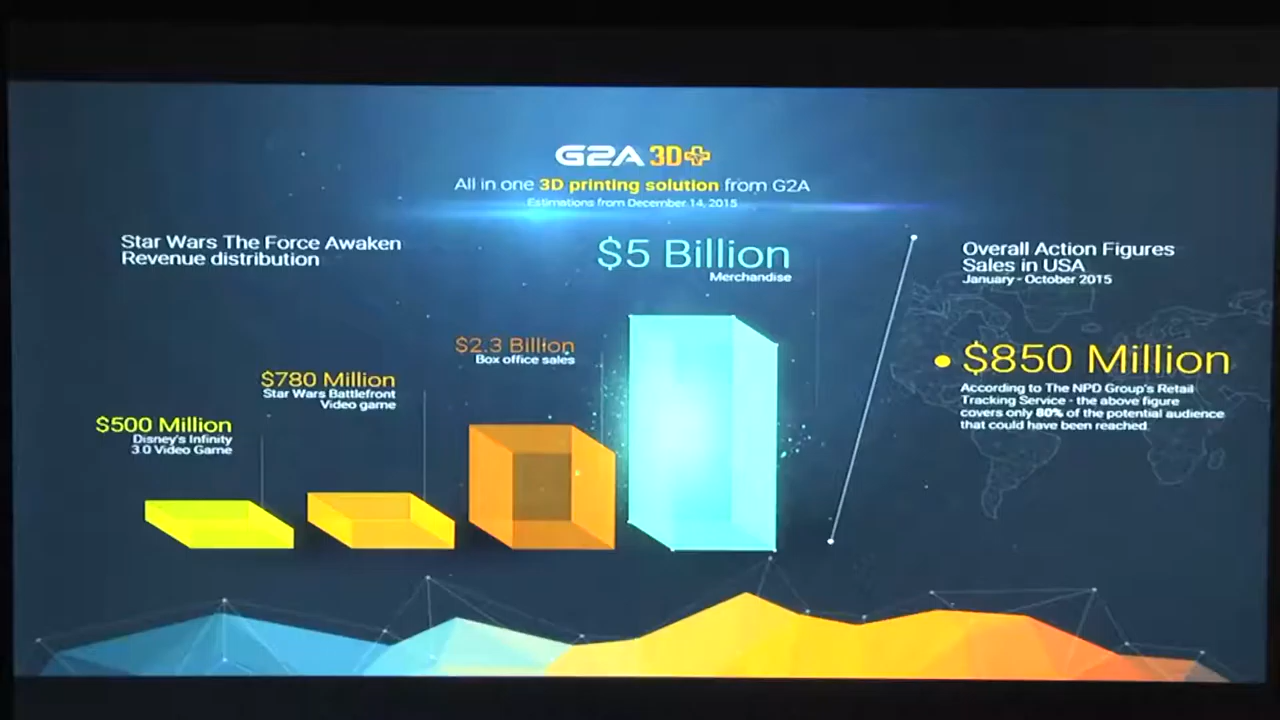 G2A 3D+
All in one 3D printing solution from G2A
Estimations from December 14, 2015
Star Wars The Force Awaken
Revenue distribution
$5 Billion
Merchandise
$2.3 Billion
Box office sales
$780 Million
Star Wars Battlefront
Video game
$500 Million
Disney's Infinity
3.0 Video Game
Overall Action Figures
Sales in USA
January - October 2015
$850 Million
According to The NPD Group's Retail
Tracking Service - the above figure
covers only 80% of the potential audience
that could have been reached.